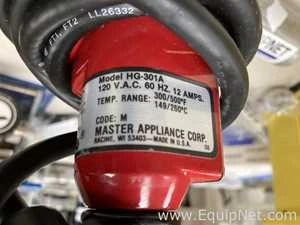 FT2 LL26332
Model HG-301A
120 V.A.C. 60 HZ. 12 AMPS.
TEMP. RANGE: 300/500°F
149/260°C
CODE: M
MASTER APPLIANCE CORP.
RACINE, WI 53403—MADE IN U.S.A.
www.EquipNet.com